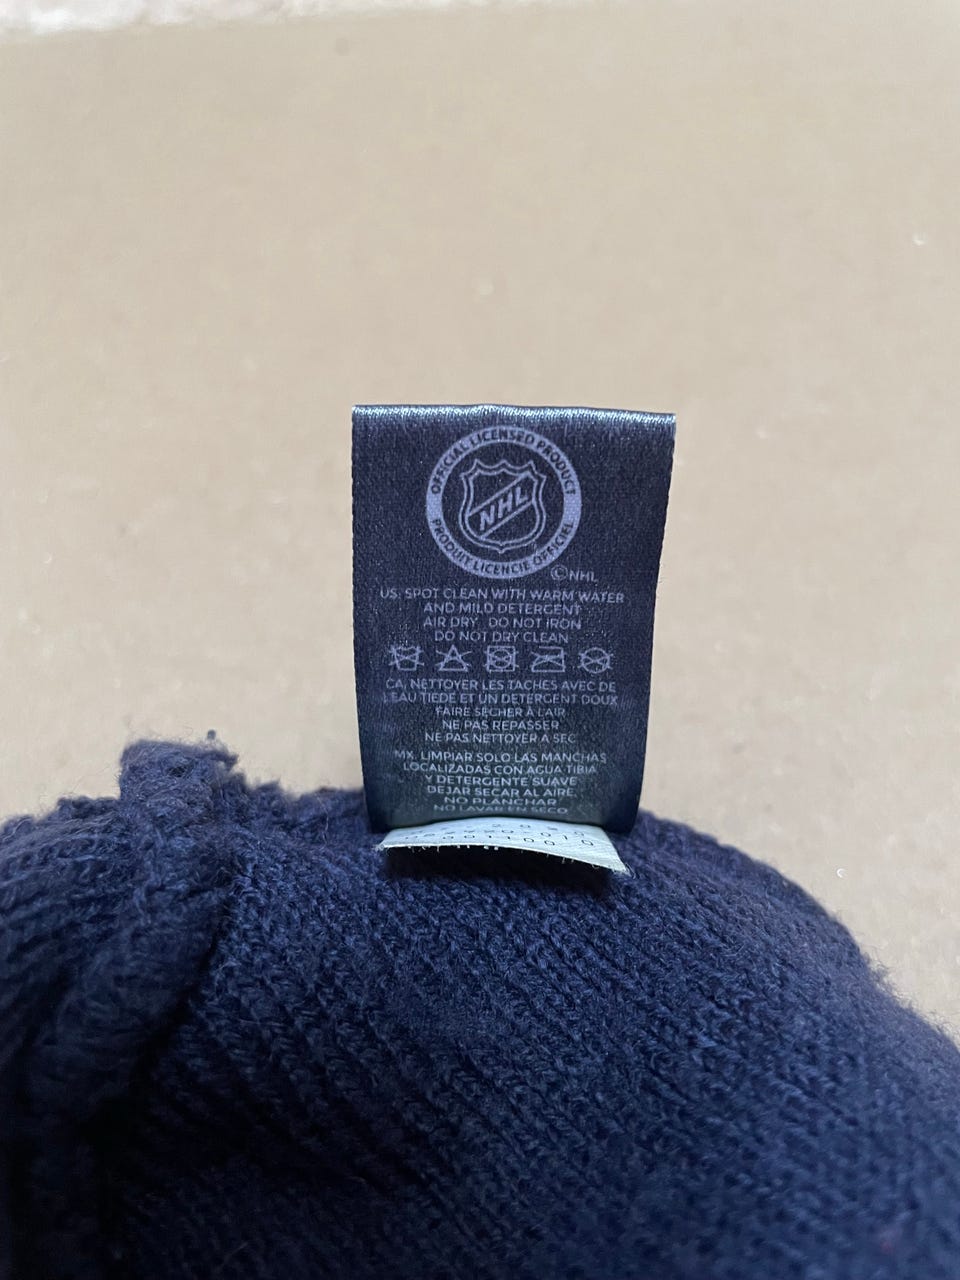 OFFICIAL LICENSED PRODUCT
NHL
PRODUIT LICENCIE OFFICIEL
©NHL
US. SPOT CLEAN WITH WARM WATER
AND MILD DETERGENT
AIR DRY. DO NOT IRON
DO NOT DRY CLEAN
CA, NETTOYER LES TACHES AVEC DE
L'EAU TIEDE ET UN DETERGENT DOUX
FAIRE SÉCHER À L'AIR
NE PAS REPASSER
NE PAS NETTOYER A SEC
MX. LIMPIAR SOLO LAS MANCHAS
LOCALIZADAS CON AGUA TIBIA
Y DETERGENTE SUAVE
DEJAR SECAR AL AIRE.
NO PLANCHAR
NO LAVAR EN SECO